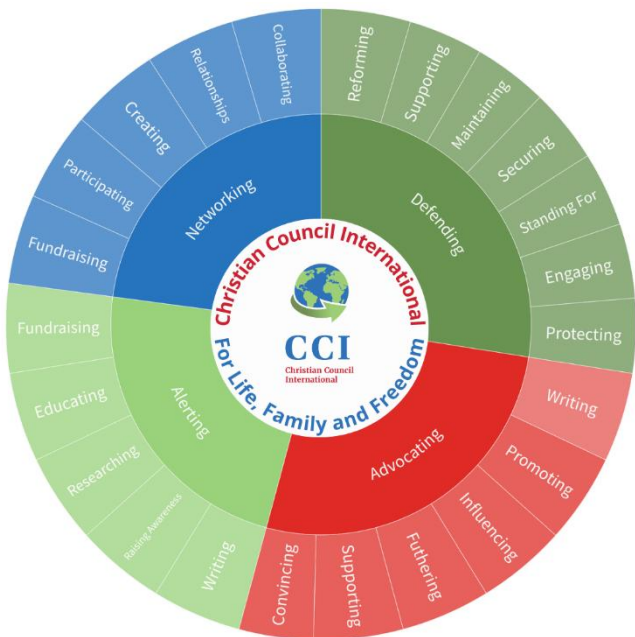 Christian Council International
For Life, Family and Freedom
CCI
Christian Council
International
Networking
Fundraising
Participating
Creating
Relationships
Collaborating
Defending
Reforming
Supporting
Maintaining
Securing
Standing For
Engaging
Protecting
Advocating
Writing
Promoting
Influencing
Futhering
Supporting
Convincing
Alerting
Writing
Raising Awareness
Researching
Educating
Fundraising